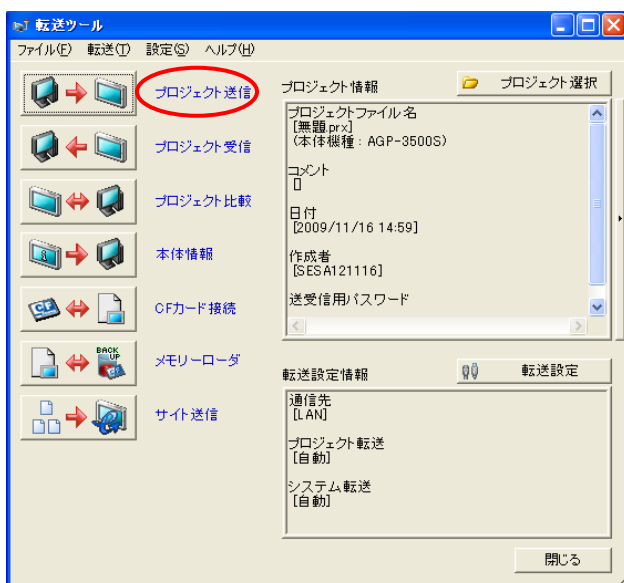 転送ツール
ファイル(F) 転送(T) 設定(S) ヘルプ(H)
プロジェクト送信
プロジェクト受信
プロジェクト比較
本体情報
CFカード接続
メモリーローダ
サイト送信
CF
BACK UP
プロジェクト情報
プロジェクト選択
プロジェクトファイル名
[無題.prx]
(本体機種:AGP-3500S)
コメント
[]
日付
[2009/11/16 14:59]
作成者
[SESA121116]
送受信用パスワード
転送設定情報
転送設定
通信先
[LAN]
プロジェクト転送
[自動]
システム転送
[自動]
閉じる